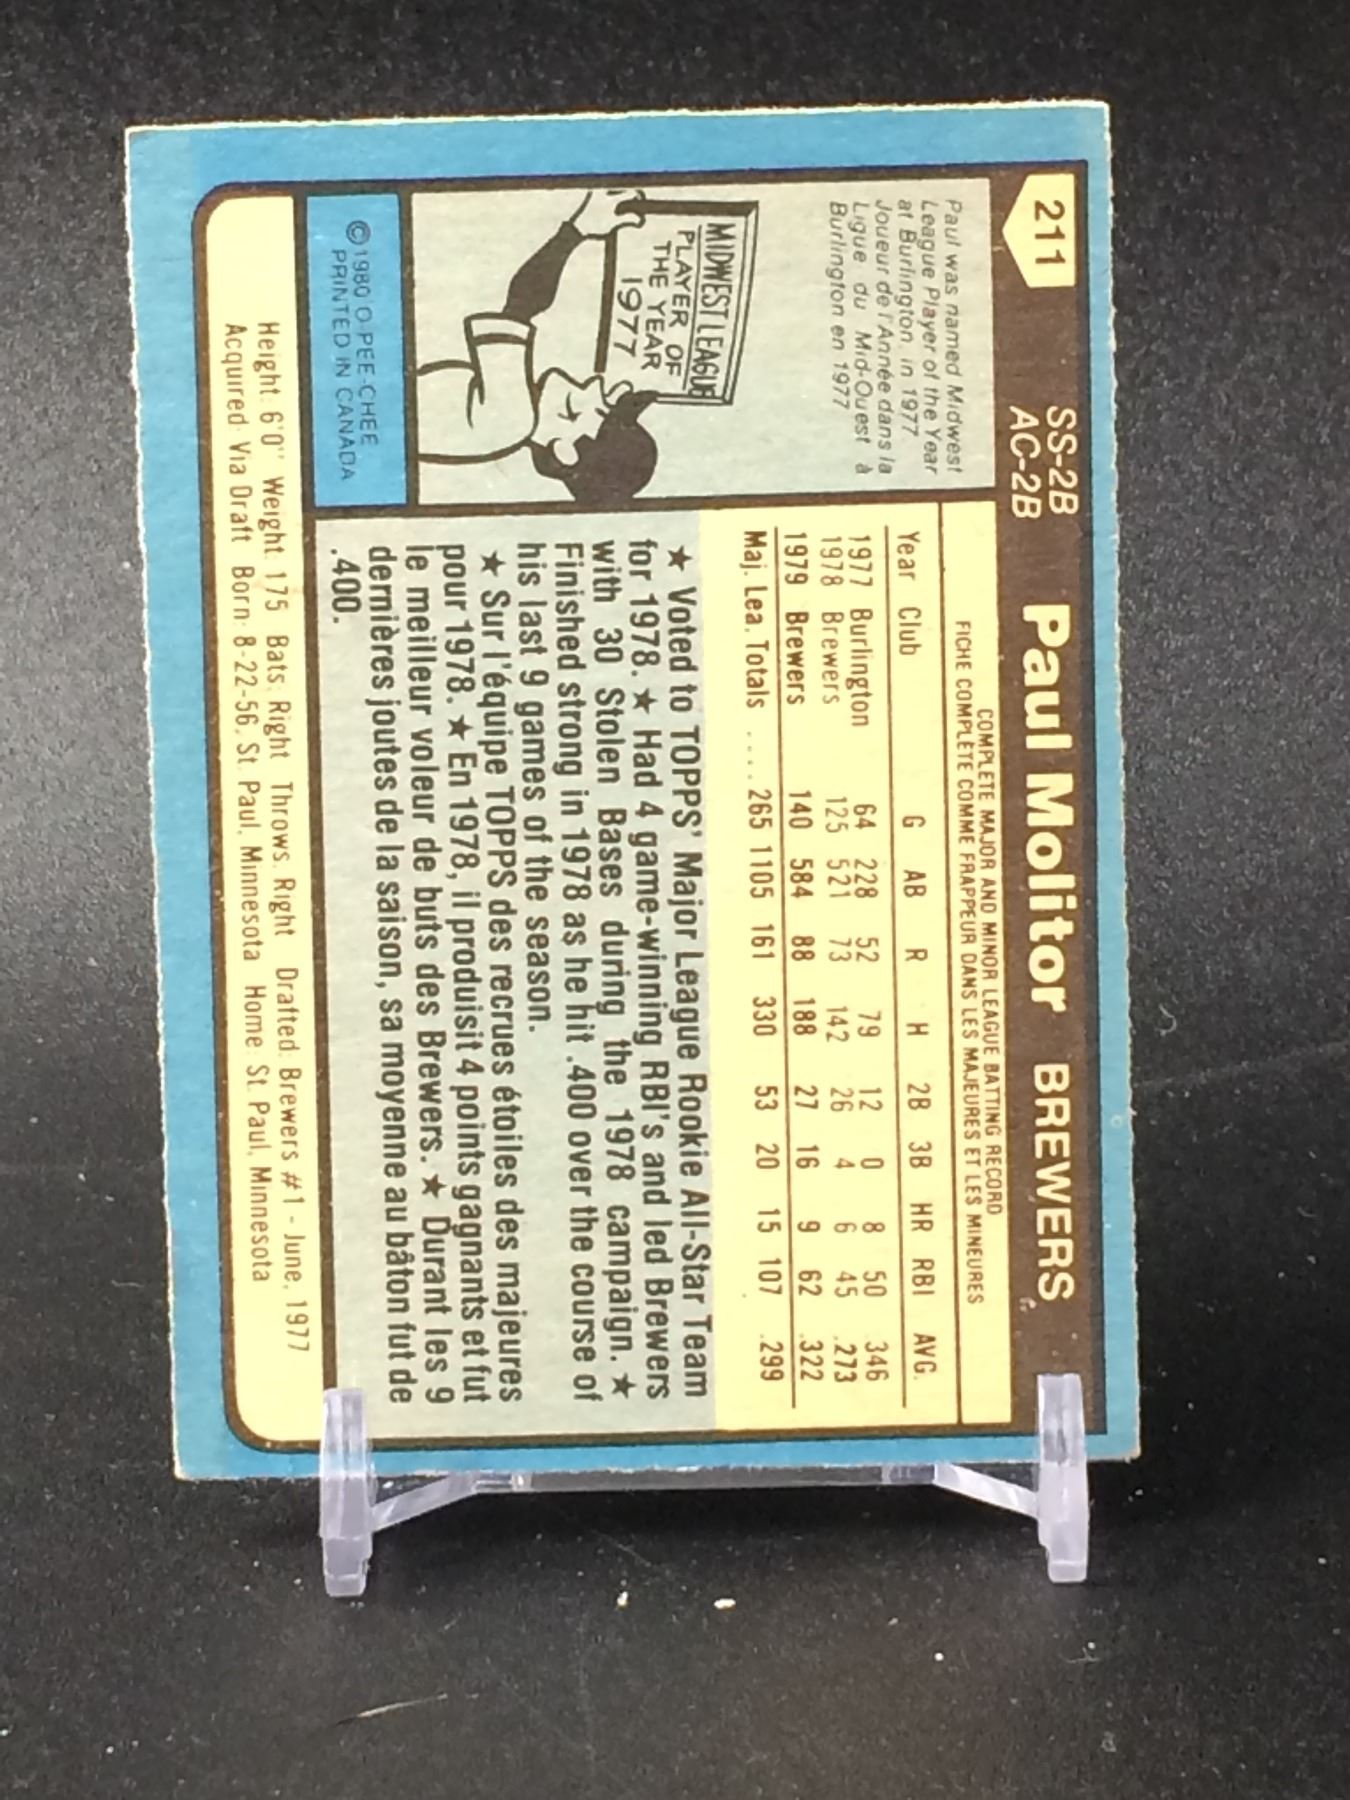 211
SS-2B
AC-2B
Paul Molitor BREWERS
Paul was named Midwest
League Player of the Year
at Burlington in 1977
Joueur de l'Année dans la
Ligue du Mid-Ouest à
Burlington en 1977
MIDWEST LEAGUE
PLAYER OF
THE YEAR
1977
© 1980 O-PEE-CHEE
PRINTED IN CANADA
COMPLETE MAJOR AND MINOR LEAGUE BATTING RECORD
FICHE COMPLÈTE COMME FRAPPEUR DANS LES MAJEURES ET LES MINEURES
Year Club G AB R H 2B 3B HR RBI AVG.
1977 Burlington 64 228 52 79 12 0 8 50 .346
1978 Brewers 125 521 73 142 26 4 6 45 .273
1979 Brewers 140 584 88 188 27 16 9 62 .322
Maj. Lea. Totals ..... 265 1105 161 330 53 20 15 107 .299
★ Voted to TOPPS' Major League Rookie All-Star Team
for 1978. ★ Had 4 game-winning RBI's and led Brewers
with 30 Stolen Bases during the 1978 campaign. ★
Finished strong in 1978 as he hit .400 over the course of
his last 9 games of the season.
★ Sur l'équipe TOPPS des recrues étoiles des majeures
pour 1978. ★ En 1978, il produisit 4 points gagnants et fut
le meilleur voleur de buts des Brewers. ★ Durant les 9
dernières joutes de la saison, sa moyenne au bâton fut de
.400.
Height: 6'0" Weight: 175 Bats: Right Throws: Right Drafted: Brewers #1 - June, 1977
Acquired: Via Draft Born: 8-22-56, St. Paul, Minnesota Home: St. Paul, Minnesota